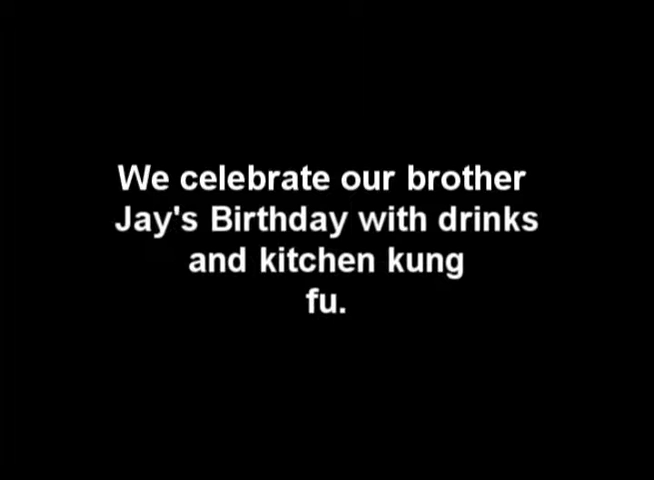 We celebrate our brother
Jay's Birthday with drinks
and kitchen kung
fu.